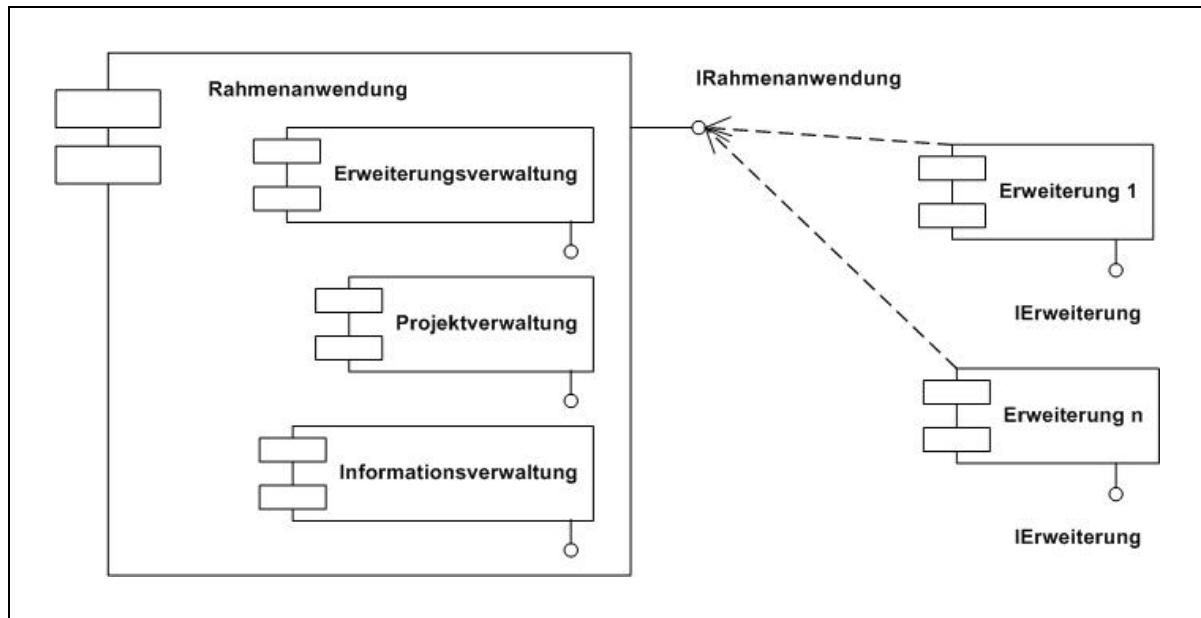 Rahmenanwendung
IRahmenanwendung
Erweiterungsverwaltung
Erweiterung 1
Projektverwaltung
IErweiterung
Erweiterung n
Informationsverwaltung
IErweiterung